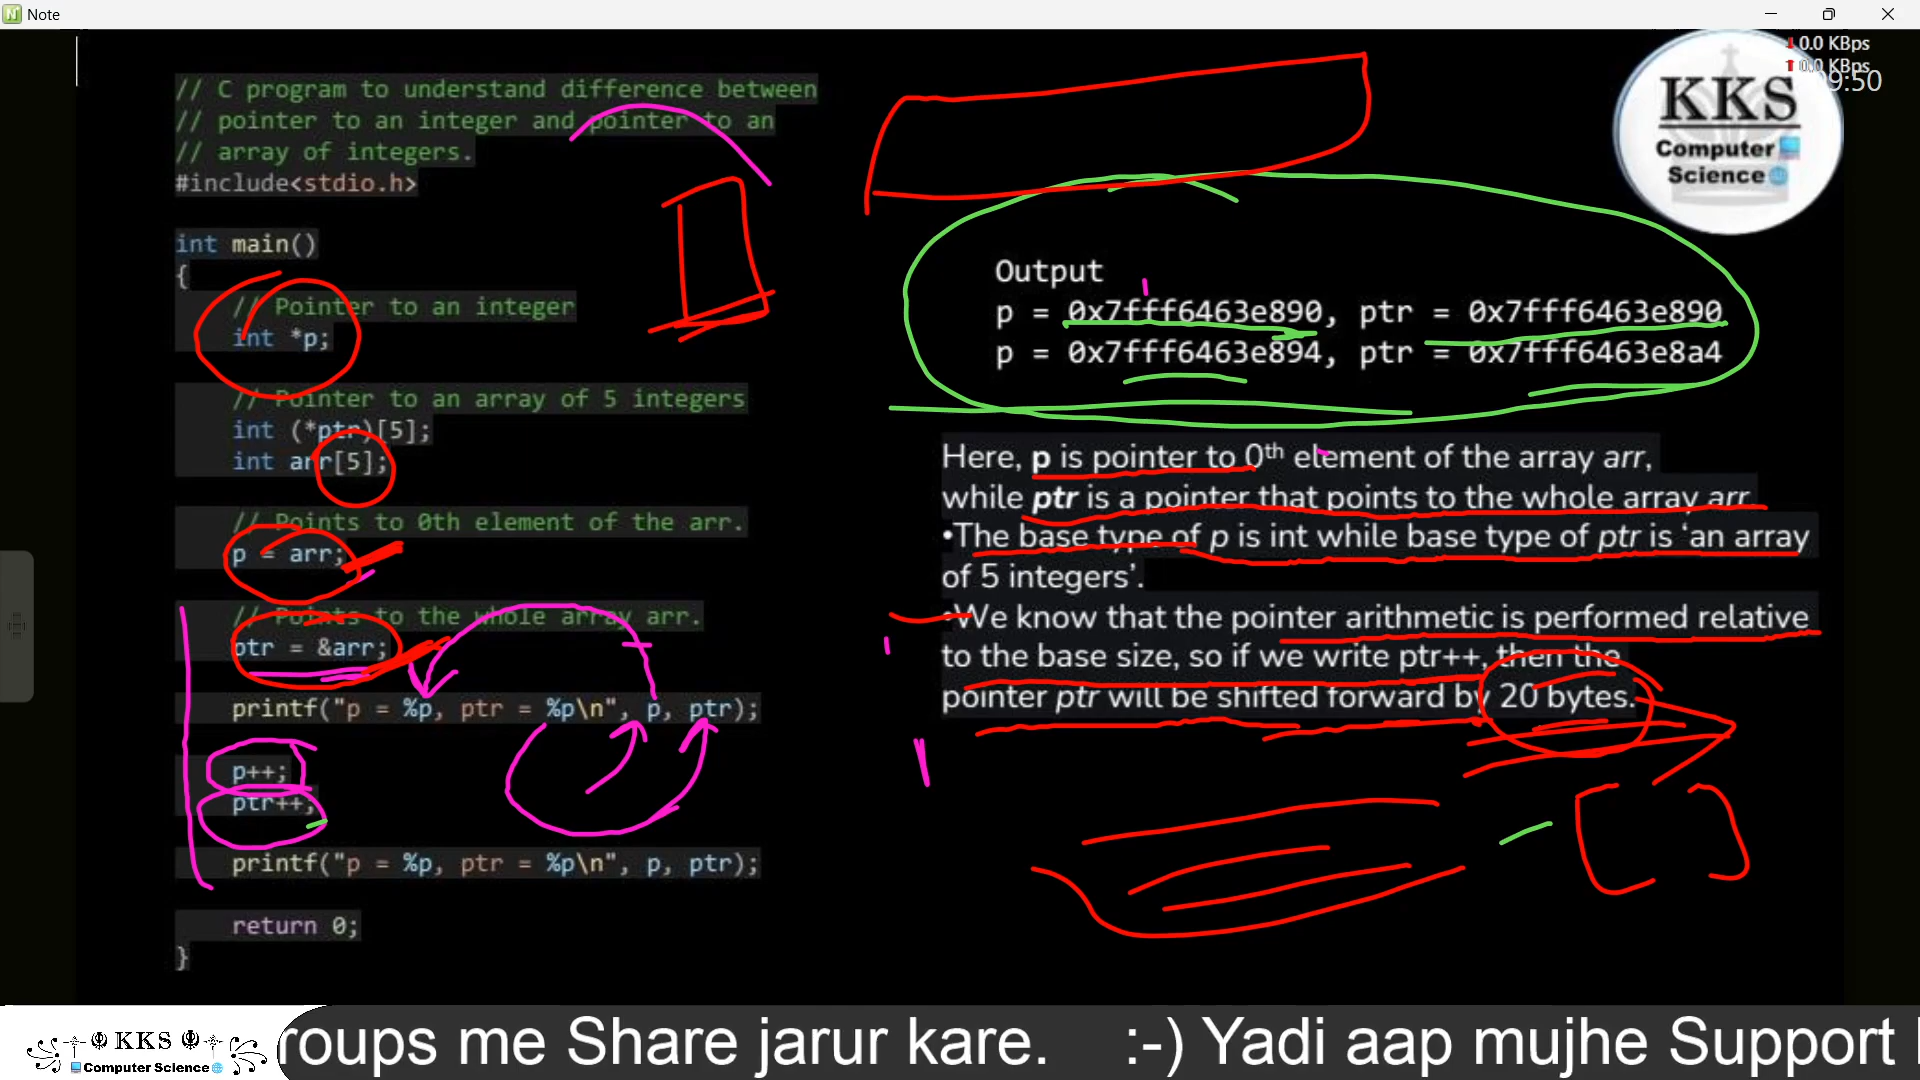 Note
// C program to understand difference between
// pointer to an integer and pointer to an
// array of integers.
#include<stdio.h>
int main()
{
// Pointer to an integer
int *p;
// Pointer to an array of 5 integers
int (*ptr)[5];
int arr[5];
// Points to 0th element of the arr.
p = arr;
// Points to the whole array arr.
ptr = &arr;
printf("p = %p, ptr = %p\n", p, ptr);
p++;
ptr++;
printf("p = %p, ptr = %p\n", p, ptr);
return 0;
}
0.0 KBps
0.0 KBps
9:50
KKS
Computer
Science
Output
p = 0x7fff6463e890, ptr = 0x7fff6463e890
p = 0x7fff6463e894, ptr = 0x7fff6463e8a4
Here, p is pointer to 0th element of the array arr,
while ptr is a pointer that points to the whole array arr.
•The base type of p is int while base type of ptr is ‘an array
of 5 integers’.
•We know that the pointer arithmetic is performed relative
to the base size, so if we write ptr++, then the
pointer ptr will be shifted forward by 20 bytes.
KKS
Computer Science
roups me Share jarur kare. :-) Yadi aap mujhe Support